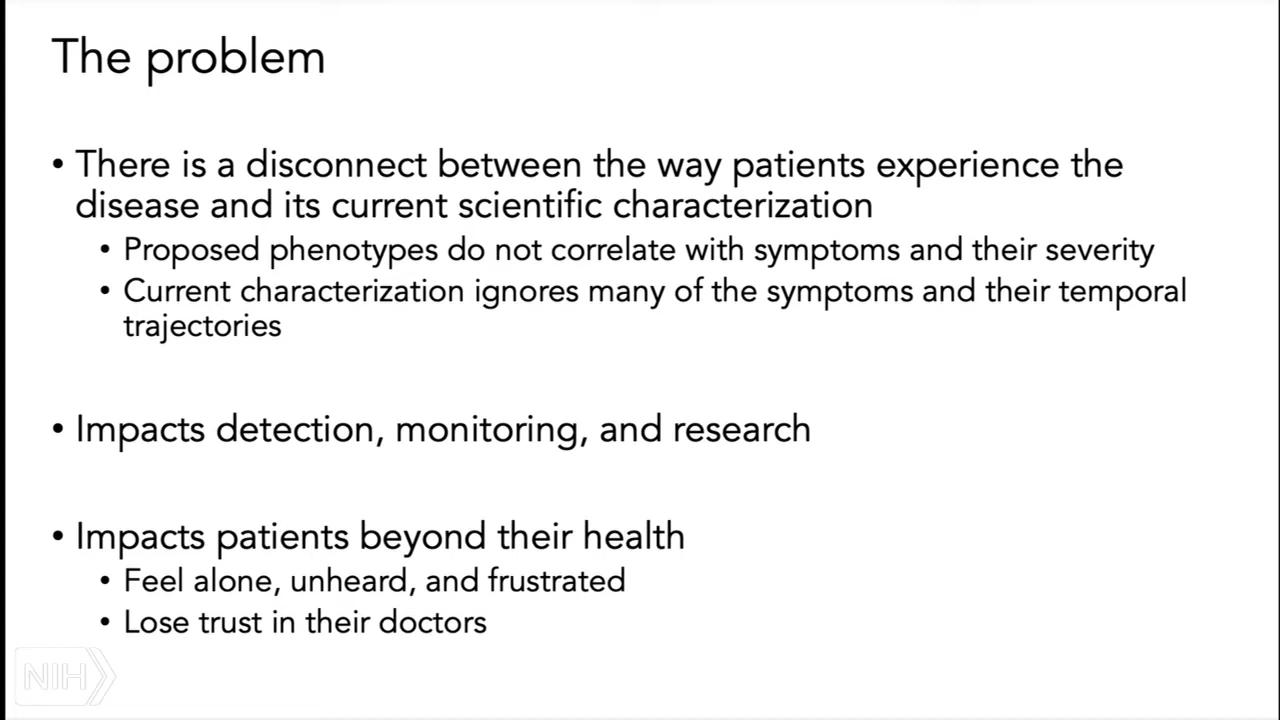 The problem
• There is a disconnect between the way patients experience the
disease and its current scientific characterization
• Proposed phenotypes do not correlate with symptoms and their severity
• Current characterization ignores many of the symptoms and their temporal
trajectories
• Impacts detection, monitoring, and research
• Impacts patients beyond their health
• Feel alone, unheard, and frustrated
• Lose trust in their doctors
NIH